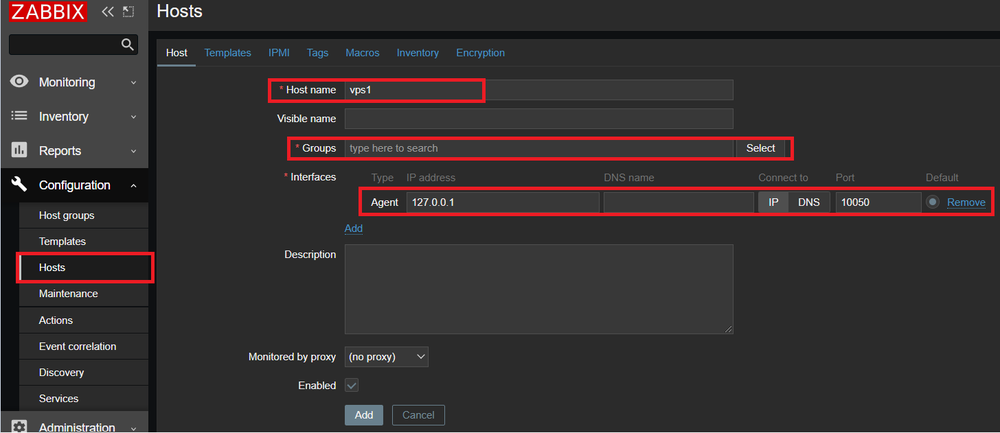 ZABBIX
Hosts
Monitoring
Inventory
Reports
Configuration
Host groups
Templates
Hosts
Maintenance
Actions
Event correlation
Discovery
Services
Administration
Host Templates IPMI Tags Macros Inventory Encryption
* Host name vps1
Visible name
* Groups type here to search Select
* Interfaces Type IP address DNS name Connect to Port Default
Agent 127.0.0.1 IP DNS 10050 Remove
Add
Description
Monitored by proxy (no proxy)
Enabled
Add Cancel